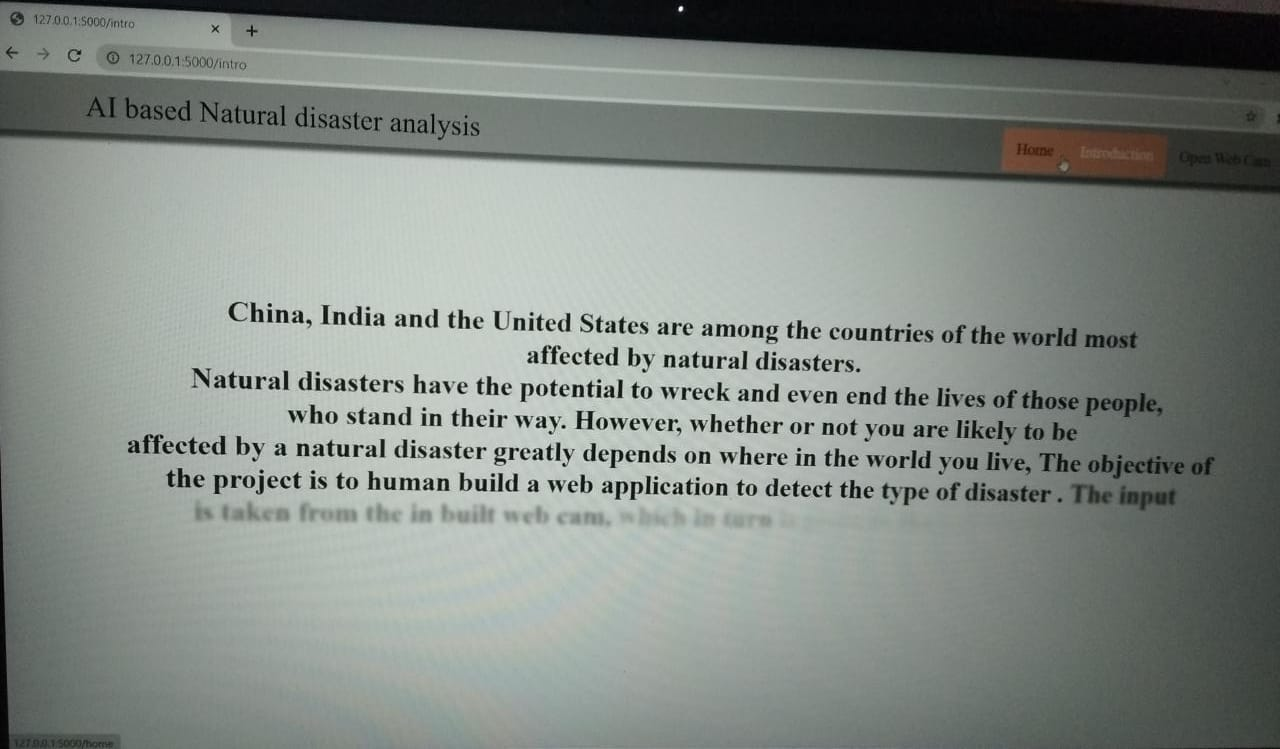 127.0.0.1:5000/intro
127.0.0.1:5000/intro
AI based Natural disaster analysis
Home Introduction Open Web Cam
China, India and the United States are among the countries of the world most
affected by natural disasters.
Natural disasters have the potential to wreck and even end the lives of those people,
who stand in their way. However, whether or not you are likely to be
affected by a natural disaster greatly depends on where in the world you live, The objective of
the project is to human build a web application to detect the type of disaster . The input
is taken from the in built web cam, which in turn
127.0.0.1:5000/home